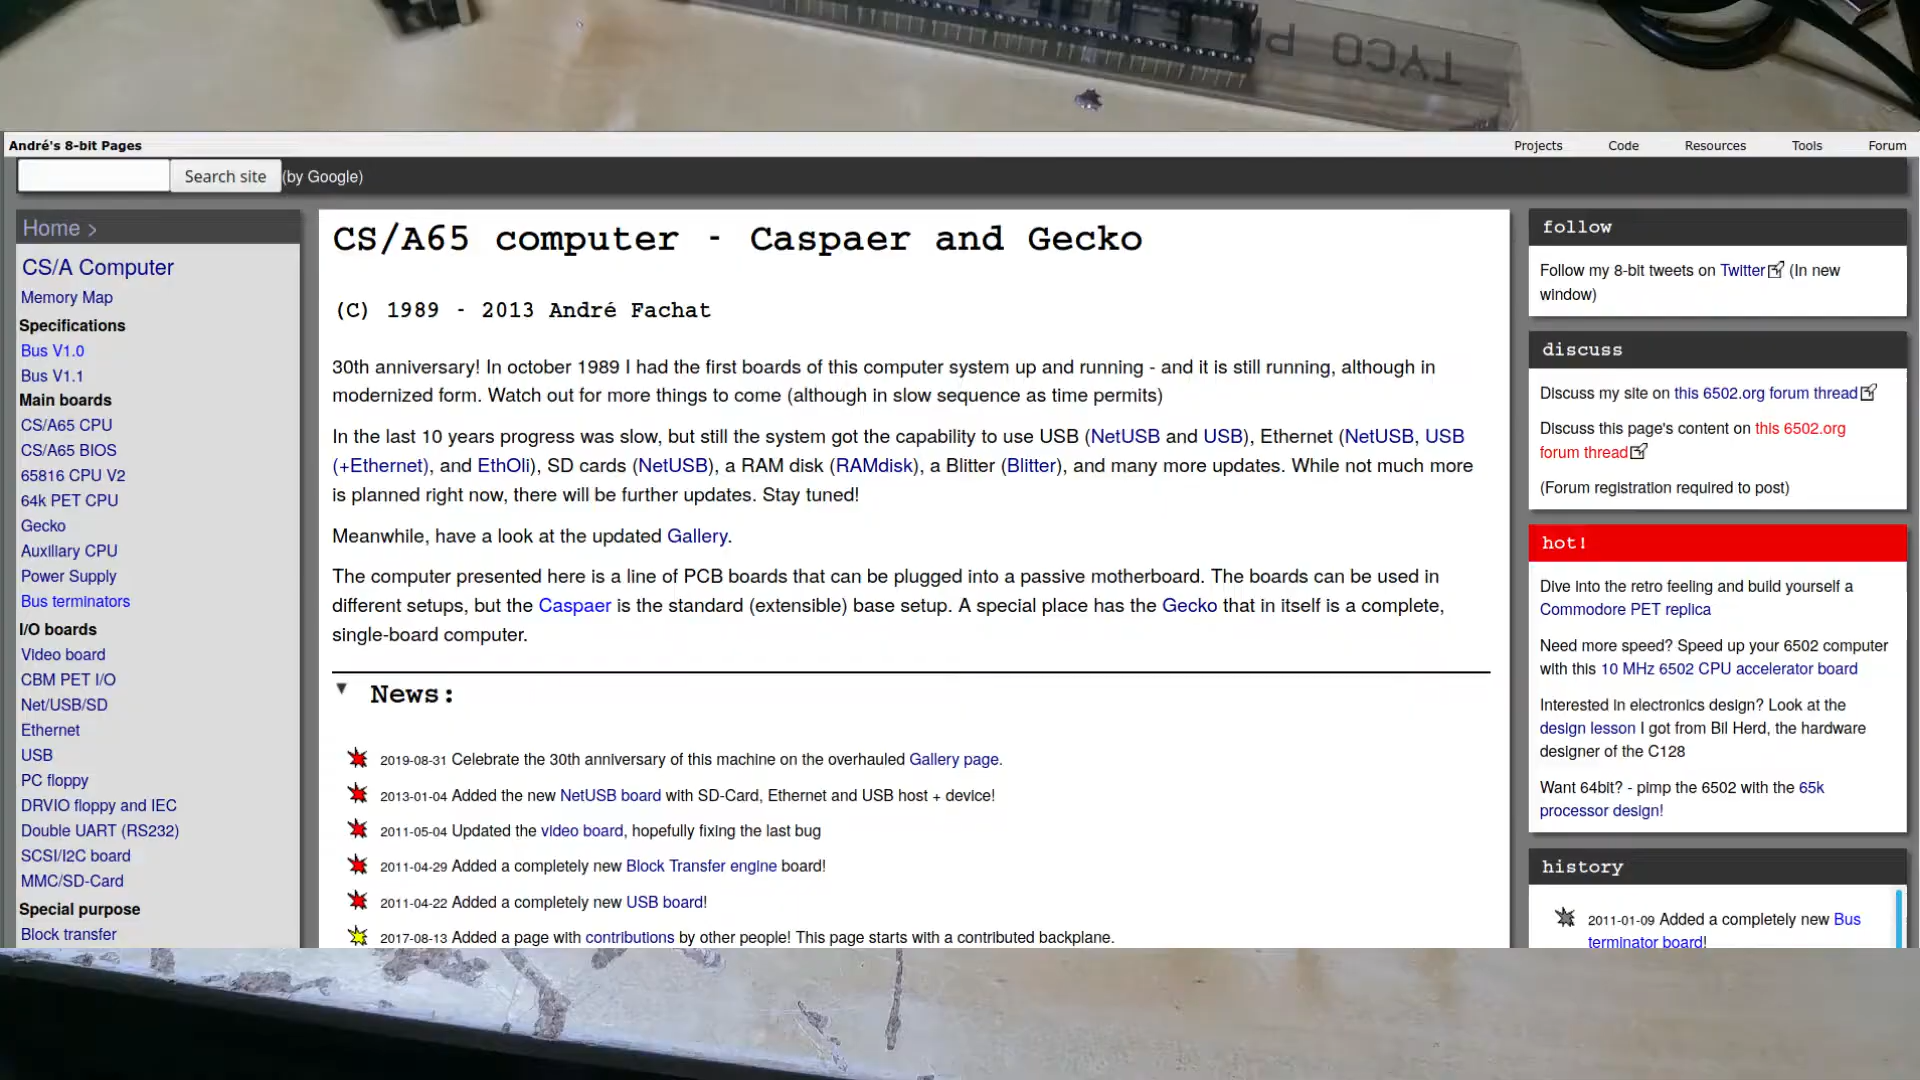 TYCO
André's 8-bit Pages
Projects Code Resources Tools Forum
Search site (by Google)
Home >
CS/A Computer
Memory Map
Specifications
Bus V1.0
Bus V1.1
Main boards
CS/A65 CPU
CS/A65 BIOS
65816 CPU V2
64k PET CPU
Gecko
Auxiliary CPU
Power Supply
Bus terminators
I/O boards
Video board
CBM PET I/O
Net/USB/SD
Ethernet
USB
PC floppy
DRVIO floppy and IEC
Double UART (RS232)
SCSI/I2C board
MMC/SD-Card
Special purpose
Block transfer
CS/A65 computer - Caspaer and Gecko
(C) 1989 - 2013 André Fachat
30th anniversary! In october 1989 I had the first boards of this computer system up and running - and it is still running, although in
modernized form. Watch out for more things to come (although in slow sequence as time permits)
In the last 10 years progress was slow, but still the system got the capability to use USB (NetUSB and USB), Ethernet (NetUSB, USB
(+Ethernet), and EthOli), SD cards (NetUSB), a RAM disk (RAMdisk), a Blitter (Blitter), and many more updates. While not much more
is planned right now, there will be further updates. Stay tuned!
Meanwhile, have a look at the updated Gallery.
The computer presented here is a line of PCB boards that can be plugged into a passive motherboard. The boards can be used in
different setups, but the Caspaer is the standard (extensible) base setup. A special place has the Gecko that in itself is a complete,
single-board computer.
News:
2019-08-31 Celebrate the 30th anniversary of this machine on the overhauled Gallery page.
2013-01-04 Added the new NetUSB board with SD-Card, Ethernet and USB host + device!
2011-05-04 Updated the video board, hopefully fixing the last bug
2011-04-29 Added a completely new Block Transfer engine board!
2011-04-22 Added a completely new USB board!
2017-08-13 Added a page with contributions by other people! This page starts with a contributed backplane.
follow
Follow my 8-bit tweets on Twitter (In new
window)
discuss
Discuss my site on this 6502.org forum thread
Discuss this page's content on this 6502.org
forum thread
(Forum registration required to post)
hot!
Dive into the retro feeling and build yourself a
Commodore PET replica
Need more speed? Speed up your 6502 computer
with this 10 MHz 6502 CPU accelerator board
Interested in electronics design? Look at the
design lesson I got from Bil Herd, the hardware
designer of the C128
Want 64bit? - pimp the 6502 with the 65k
processor design!
history
2011-01-09 Added a completely new Bus
terminator board!